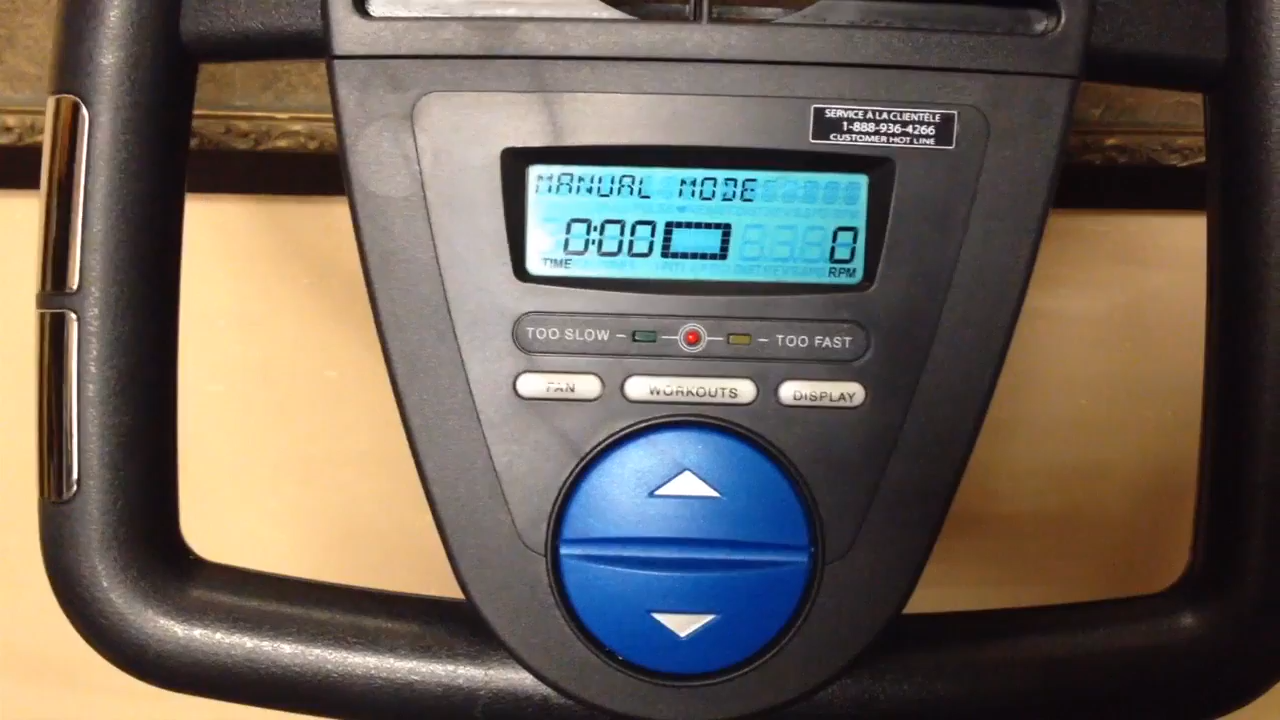 SERVICE À LA CLIENTÈLE
1-888-936-4266
CUSTOMER HOT LINE
MANUAL MODE
0:00 0
TIME RPM
TOO SLOW TOO FAST
FAN WORKOUTS DISPLAY